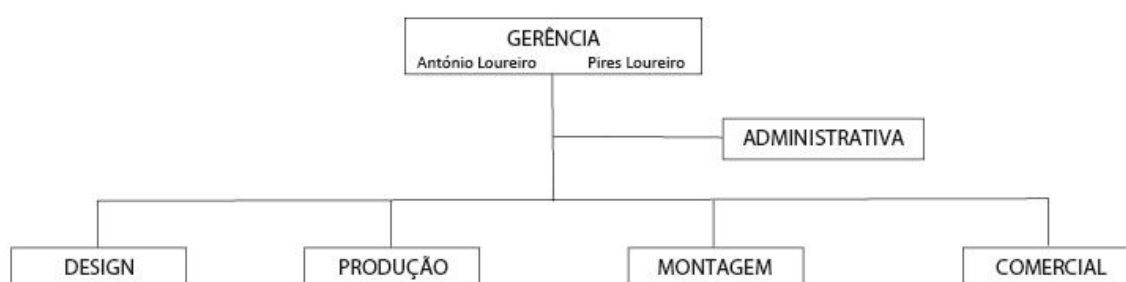 GERÊNCIA
António Loureiro Pires Loureiro
ADMINISTRATIVA
DESIGN PRODUÇÃO MONTAGEM COMERCIAL